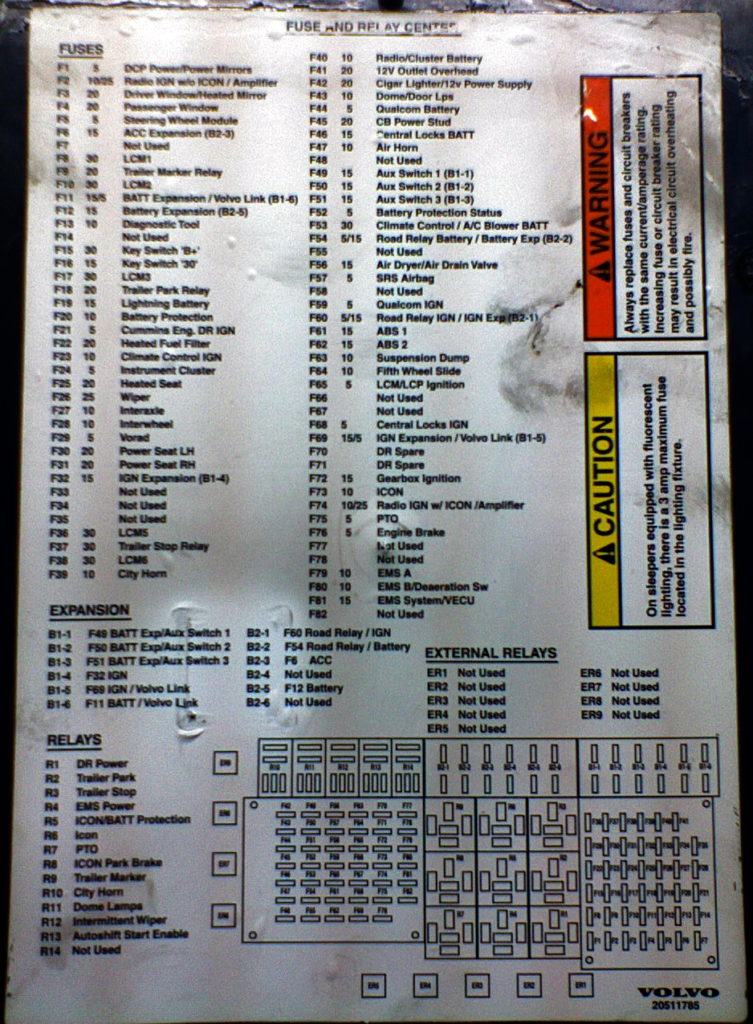 FUSE AND RELAY CENTER
FUSES
F1 5 DCP Power/Power Mirrors
F2 10/25 Radio IGN w/o ICON / Amplifier
F3 20 Driver Window/Heated Mirror
F4 20 Passenger Window
F5 5 Steering Wheel Module
F6 15 ACC Expansion (B2-3)
F7 Not Used
F8 30 LCM1
F9 20 Trailer Marker Relay
F10 30 LCM2
F11 15/5 BATT Expansion / Volvo Link (B1-6)
F12 15 Battery Expansion (B2-5)
F13 10 Diagnostic Tool
F14 Not Used
F15 30 Key Switch 'B+'
F16 15 Key Switch '30'
F17 30 LCM3
F18 20 Trailer Park Relay
F19 15 Lightning Battery
F20 10 Battery Protection
F21 5 Cummins Eng. DR IGN
F22 20 Heated Fuel Filter
F23 10 Climate Control IGN
F24 5 Instrument Cluster
F25 20 Heated Seat
F26 25 Wiper
F27 10 Interaxle
F28 10 Interwheel
F29 5 Vorad
F30 20 Power Seat LH
F31 20 Power Seat RH
F32 15 IGN Expansion (B1-4)
F33 Not Used
F34 Not Used
F35 Not Used
F36 30 LCM5
F37 30 Trailer Stop Relay
F38 30 LCM6
F39 10 City Horn
F40 10 Radio/Cluster Battery
F41 20 12V Outlet Overhead
F42 20 Cigar Lighter/12v Power Supply
F43 10 Dome/Door Lps
F44 5 Qualcom Battery
F45 20 CB Power Stud
F46 15 Central Locks BATT
F47 10 Air Horn
F48 Not Used
F49 15 Aux Switch 1 (B1-1)
F50 15 Aux Switch 2 (B1-2)
F51 15 Aux Switch 3 (B1-3)
F52 5 Battery Protection Status
F53 30 Climate Control / A/C Blower BATT
F54 5/15 Road Relay Battery / Battery Exp (B2-2)
F55 Not Used
F56 15 Air Dryer/Air Drain Valve
F57 5 SRS Airbag
F58 Not Used
F59 5 Qualcom IGN
F60 5/15 Road Relay IGN / IGN Exp (B2-1)
F61 15 ABS 1
F62 15 ABS 2
F63 10 Suspension Dump
F64 10 Fifth Wheel Slide
F65 5 LCM/LCP Ignition
F66 Not Used
F67 Not Used
F68 5 Central Locks IGN
F69 15/5 IGN Expansion / Volvo Link (B1-5)
F70 DR Spare
F71 DR Spare
F72 15 Gearbox Ignition
F73 10 ICON
F74 10/25 Radio IGN w/ ICON /Amplifier
F75 5 PTO
F76 5 Engine Brake
F77 Not Used
F78 Not Used
F79 10 EMS A
F80 10 EMS B/Deaeration Sw
F81 15 EMS System/VECU
F82 Not Used
WARNING
Always replace fuses and circuit breakers
with the same current/amperage rating.
Increasing fuse or circuit breaker rating
may result in electrical circuit overheating
and possibly fire.
CAUTION
On sleepers equipped with fluorescent
lighting, there is a 3 amp maximum fuse
located in the lighting fixture.
EXPANSION
B1-1 F49 BATT Exp/Aux Switch 1
B1-2 F50 BATT Exp/Aux Switch 2
B1-3 F51 BATT Exp/Aux Switch 3
B1-4 F32 IGN
B1-5 F69 IGN / Volvo Link
B1-6 F11 BATT / Volvo Link
B2-1 F60 Road Relay / IGN
B2-2 F54 Road Relay / Battery
B2-3 F6 ACC
B2-4 Not Used
B2-5 F12 Battery
B2-6 Not Used
EXTERNAL RELAYS
ER1 Not Used
ER2 Not Used
ER3 Not Used
ER4 Not Used
ER5 Not Used
ER6 Not Used
ER7 Not Used
ER8 Not Used
ER9 Not Used
RELAYS
R1 DR Power
R2 Trailer Park
R3 Trailer Stop
R4 EMS Power
R5 ICON/BATT Protection
R6 Icon
R7 PTO
R8 ICON Park Brake
R9 Trailer Marker
R10 City Horn
R11 Dome Lamps
R12 Intermittent Wiper
R13 Autoshift Start Enable
R14 Not Used
R10 R11 R12 R13 R14
B2-1 B2-2 B2-3 B2-4 B2-5 B2-6
ER7
ER5 ER4 ER3 ER2 ER1
VOLVO
20511785